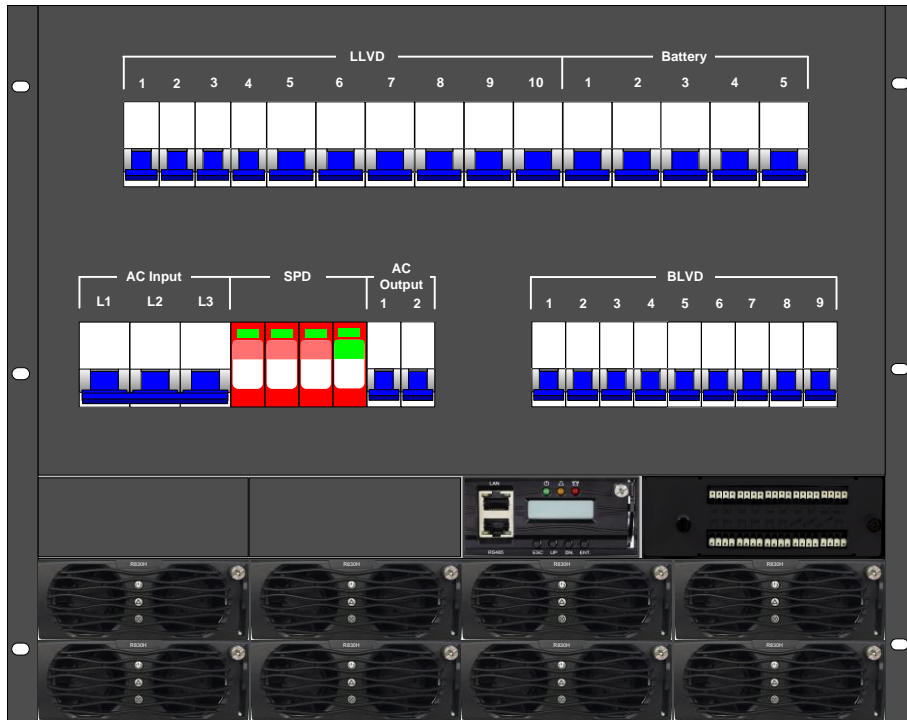 LLVD Battery
1 2 3 4 5 6 7 8 9 10 1 2 3 4 5
AC Input SPD AC Output BLVD
L1 L2 L3 1 2 1 2 3 4 5 6 7 8 9
LAN
RS485 ESC UP DN. ENT.
R830H R830H R830H R830H
R830H R830H R830H R830H